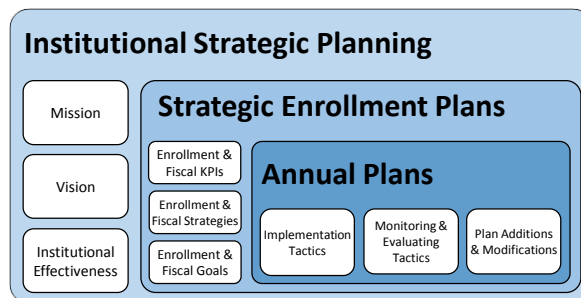 Institutional Strategic Planning
Mission
Vision
Institutional
Effectiveness
Strategic Enrollment Plans
Enrollment &
Fiscal KPIs
Enrollment &
Fiscal Strategies
Enrollment &
Fiscal Goals
Annual Plans
Implementation
Tactics
Monitoring &
Evaluating
Tactics
Plan Additions
& Modifications